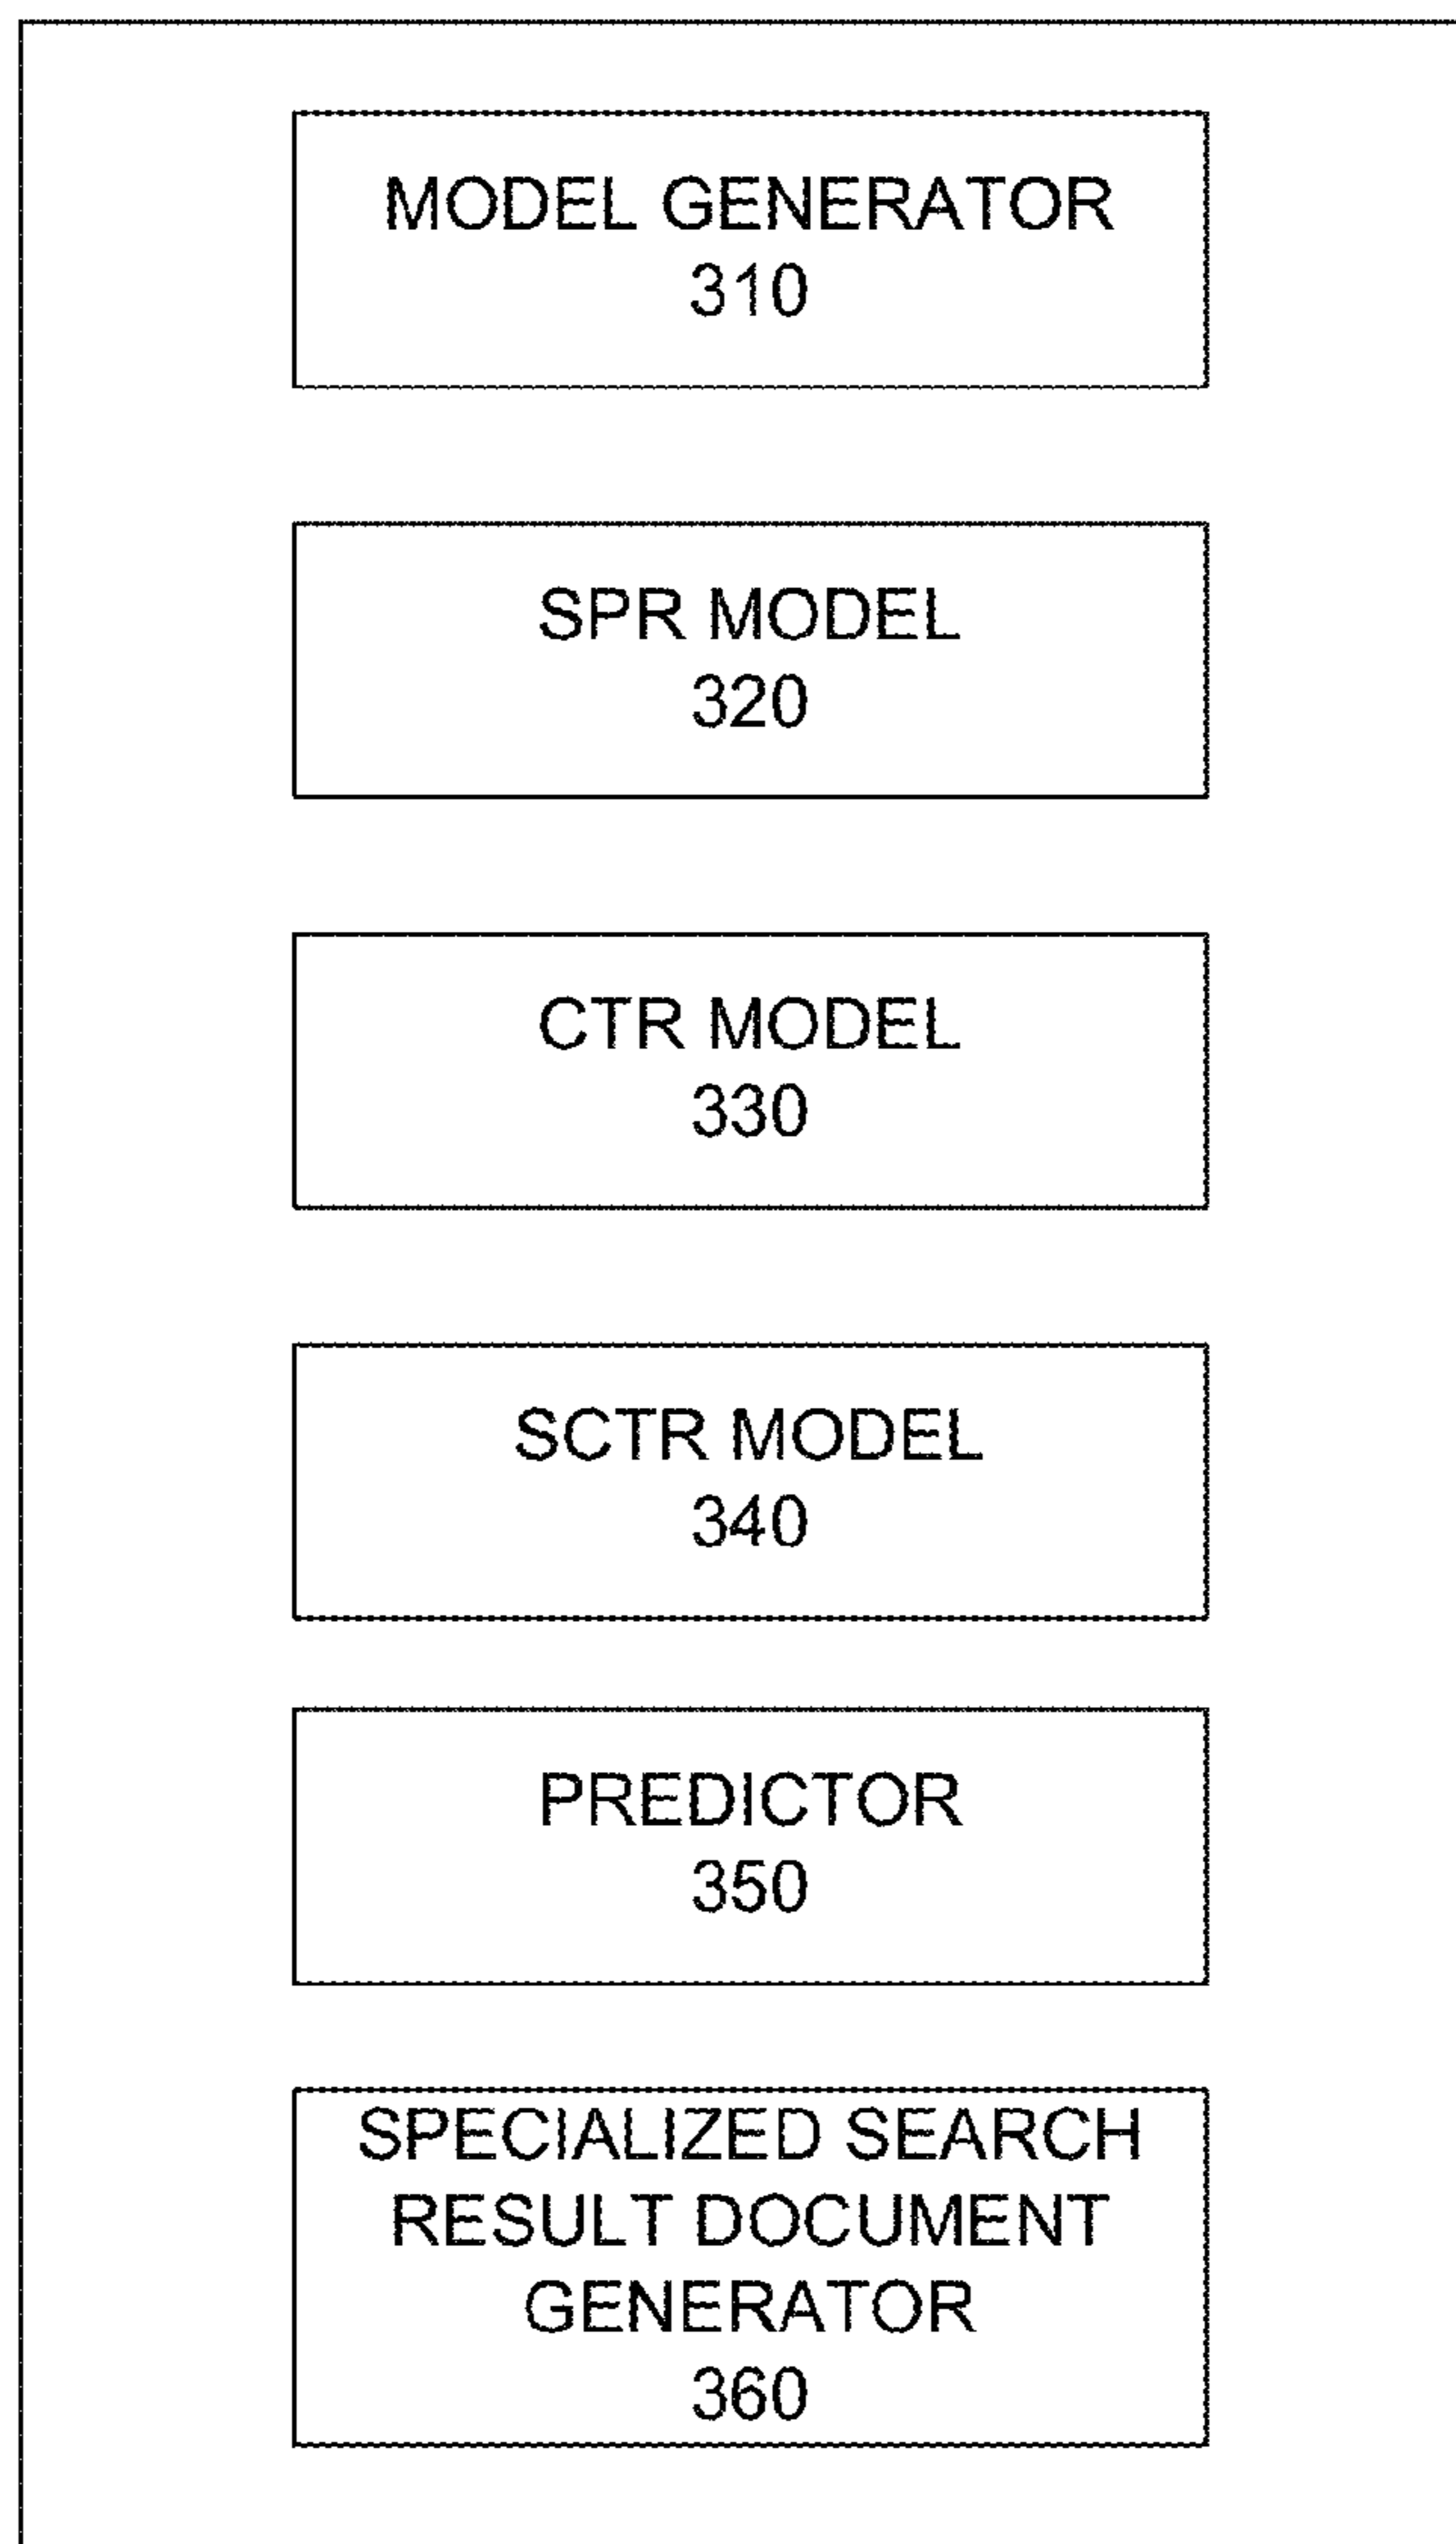 MODEL GENERATOR
310
SPR MODEL
320
CTR MODEL
330
SCTR MODEL
340
PREDICTOR
350
SPECIALIZED SEARCH
RESULT DOCUMENT
GENERATOR
360